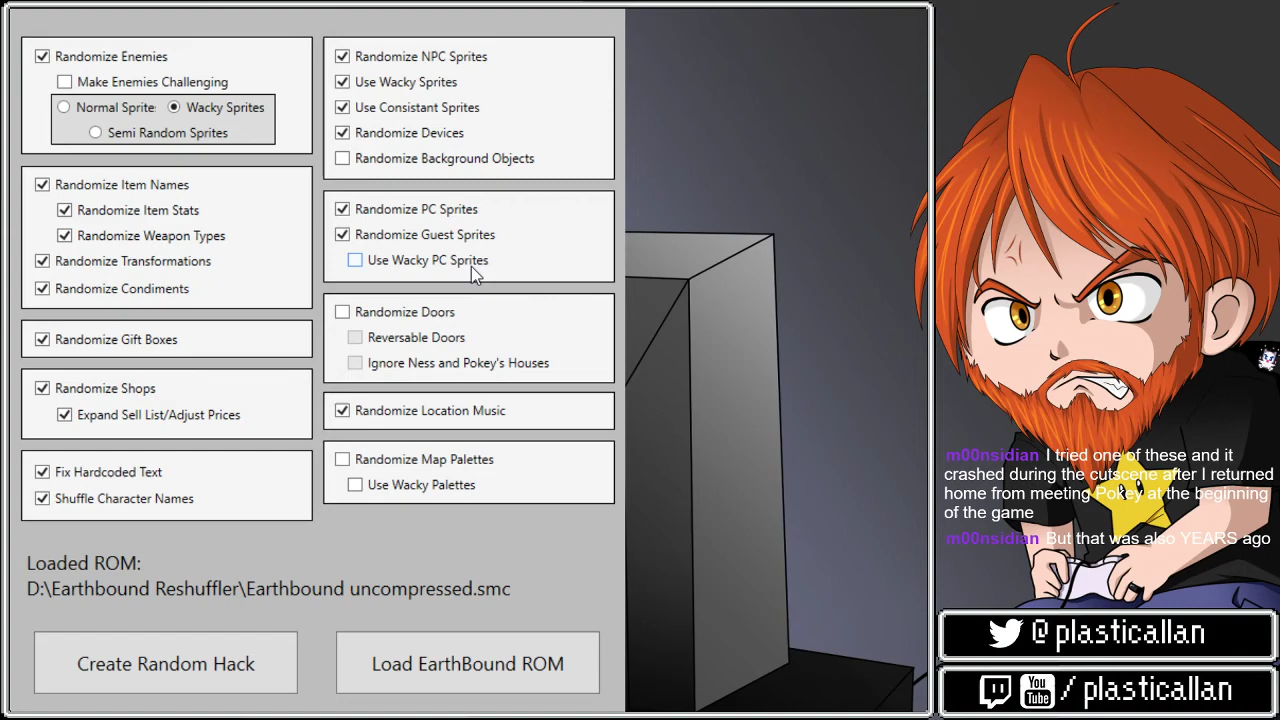 Randomize Enemies
Make Enemies Challenging
Normal Sprite:
Wacky Sprites
Semi Random Sprites
Randomize Item Names
Randomize Item Stats
Randomize Weapon Types
Randomize Transformations
Randomize Condiments
Randomize Gift Boxes
Randomize Shops
Expand Sell List/Adjust Prices
Fix Hardcoded Text
Shuffle Character Names
Randomize NPC Sprites
Use Wacky Sprites
Use Consistant Sprites
Randomize Devices
Randomize Background Objects
Randomize PC Sprites
Randomize Guest Sprites
Use Wacky PC Sprites
Randomize Doors
Reversable Doors
Ignore Ness and Pokey's Houses
Randomize Location Music
Randomize Map Palettes
Use Wacky Palettes
Loaded ROM:
D:\Earthbound Reshuffler\Earthbound uncompressed.smc
Create Random Hack
Load EarthBound ROM
m00nsidian I tried one of these and it
crashed during the cutscene after I returned
home from meeting Pokey at the beginning
of the game
m00nsidian But that was also YEARS ago
@plasticallan
You Tube /plasticallan